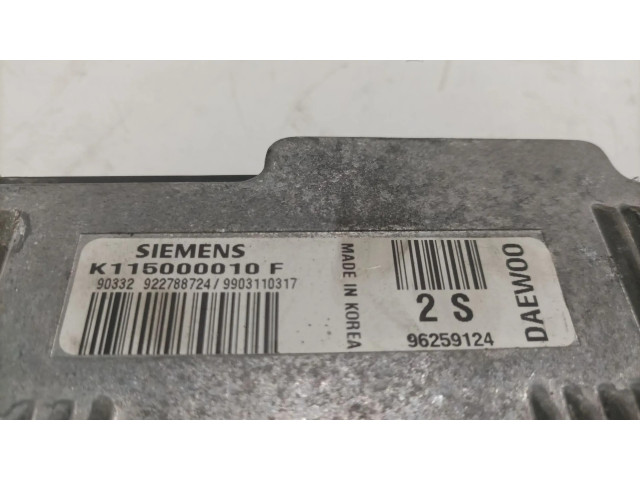 SIEMENS
K115000010 F
90332 922788724/9903110317
MADE IN KOREA
2 S
96259124
DAEWOO